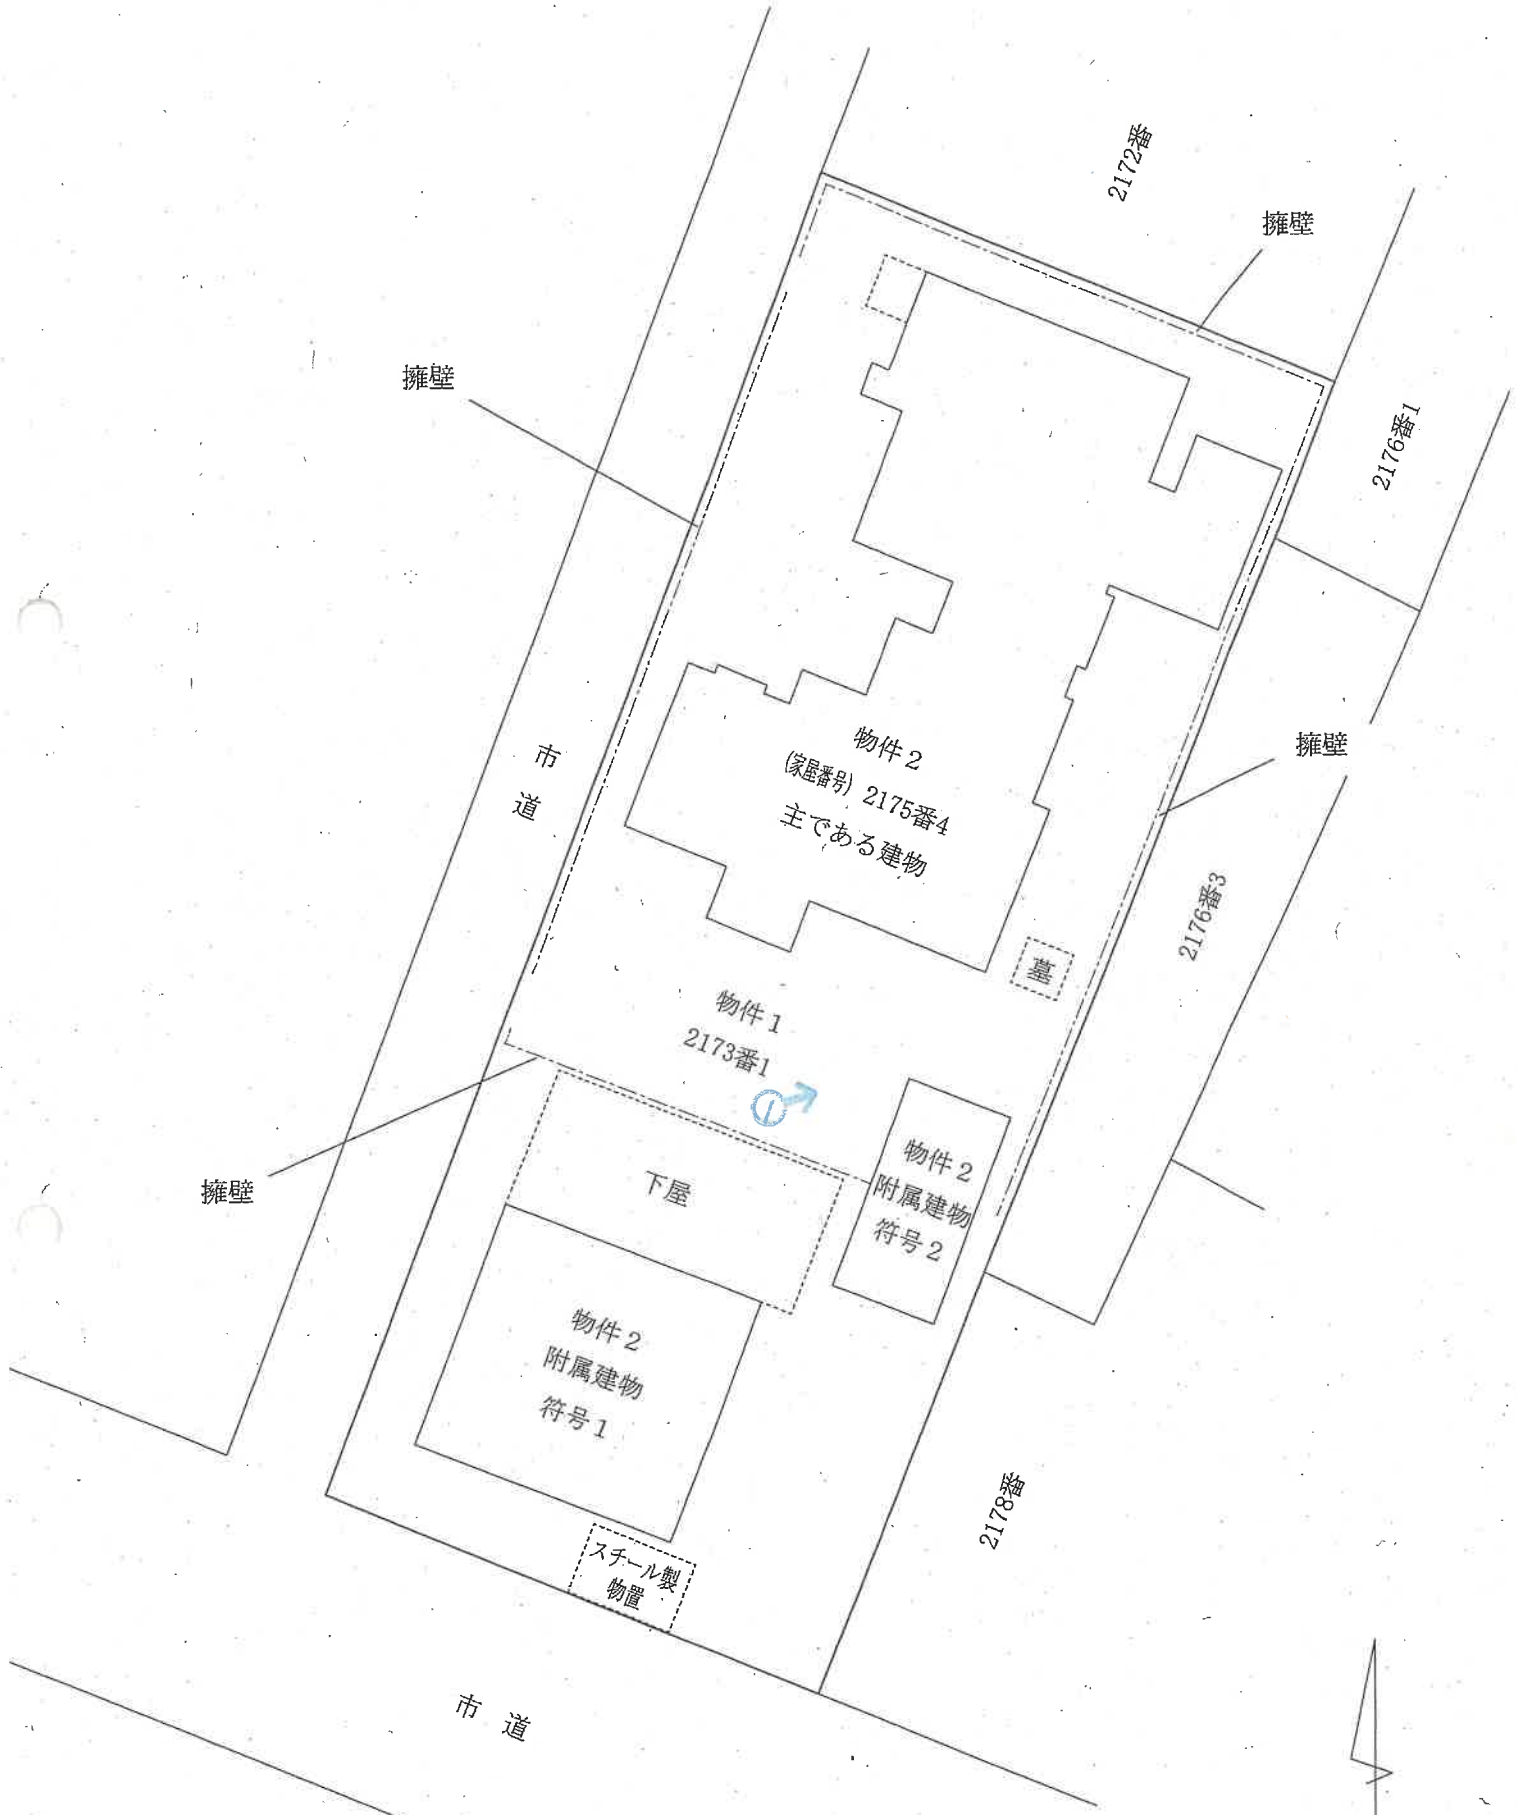 2172番
擁壁
擁壁
2176番1
市
道
物件2
(家屋番号) 2175番4
主である建物
擁壁
2176番3
墓
物件1
2173番1
①
擁壁
下屋
物件2
附属建物
符号2
物件2
附属建物
符号1
2178番
スチール製
物置
市道